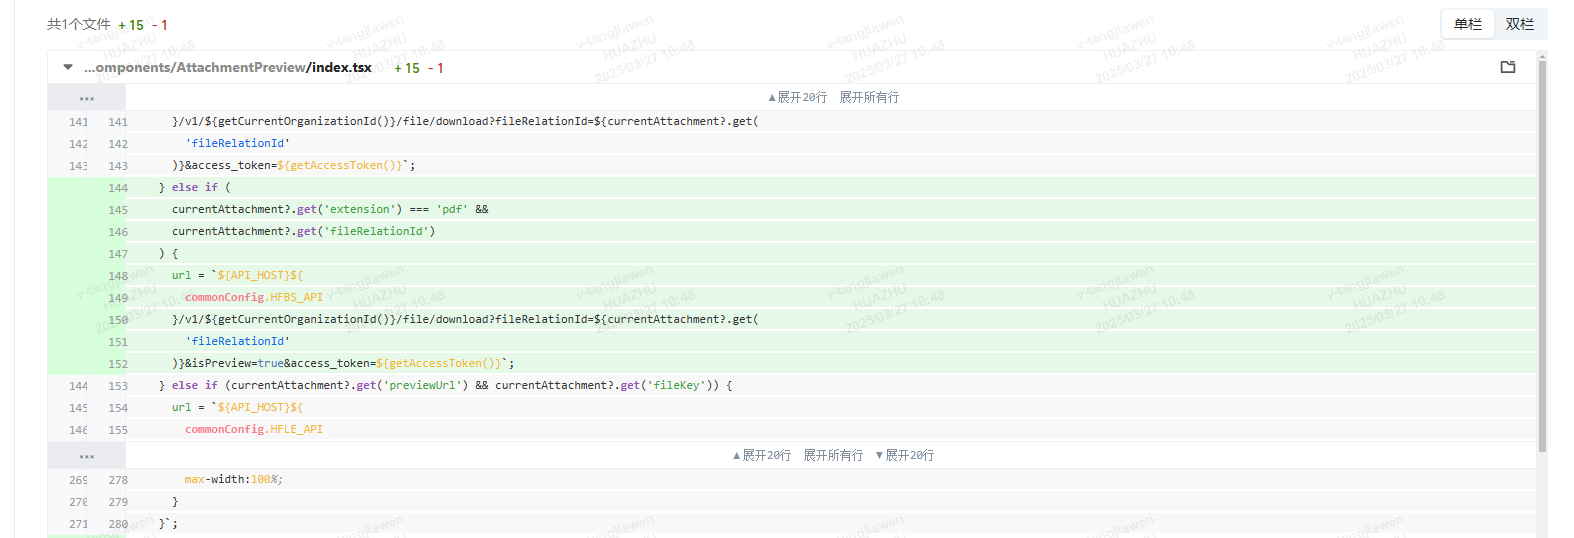 共1个文件 +15 -1
单栏 双栏
...omponents/AttachmentPreview/index.tsx +15 -1
... ▲展开20行 展开所有行
141 141 }/v1/${getCurrentOrganizationId()}/file/download?fileRelationId=${currentAttachment?.get(
142 142 'fileRelationId'
143 143 )}&access_token=${getAccessToken()}`;
144 } else if (
145 currentAttachment?.get('extension') === 'pdf' &&
146 currentAttachment?.get('fileRelationId')
147 ) {
148 url = `${API_HOST}${
149 commonConfig.HFBS_API
150 }/v1/${getCurrentOrganizationId()}/file/download?fileRelationId=${currentAttachment?.get(
151 'fileRelationId'
152 )}&isPreview=true&access_token=${getAccessToken()}`;
144 153 } else if (currentAttachment?.get('previewUrl') && currentAttachment?.get('fileKey')) {
145 154 url = `${API_HOST}${
146 155 commonConfig.HFLE_API
... ▲展开20行 展开所有行 ▼展开20行
269 278 max-width:100%;
270 279 }
271 280 }`;
v-tangjiawen
HUAZHU
2025/03/27 10:48